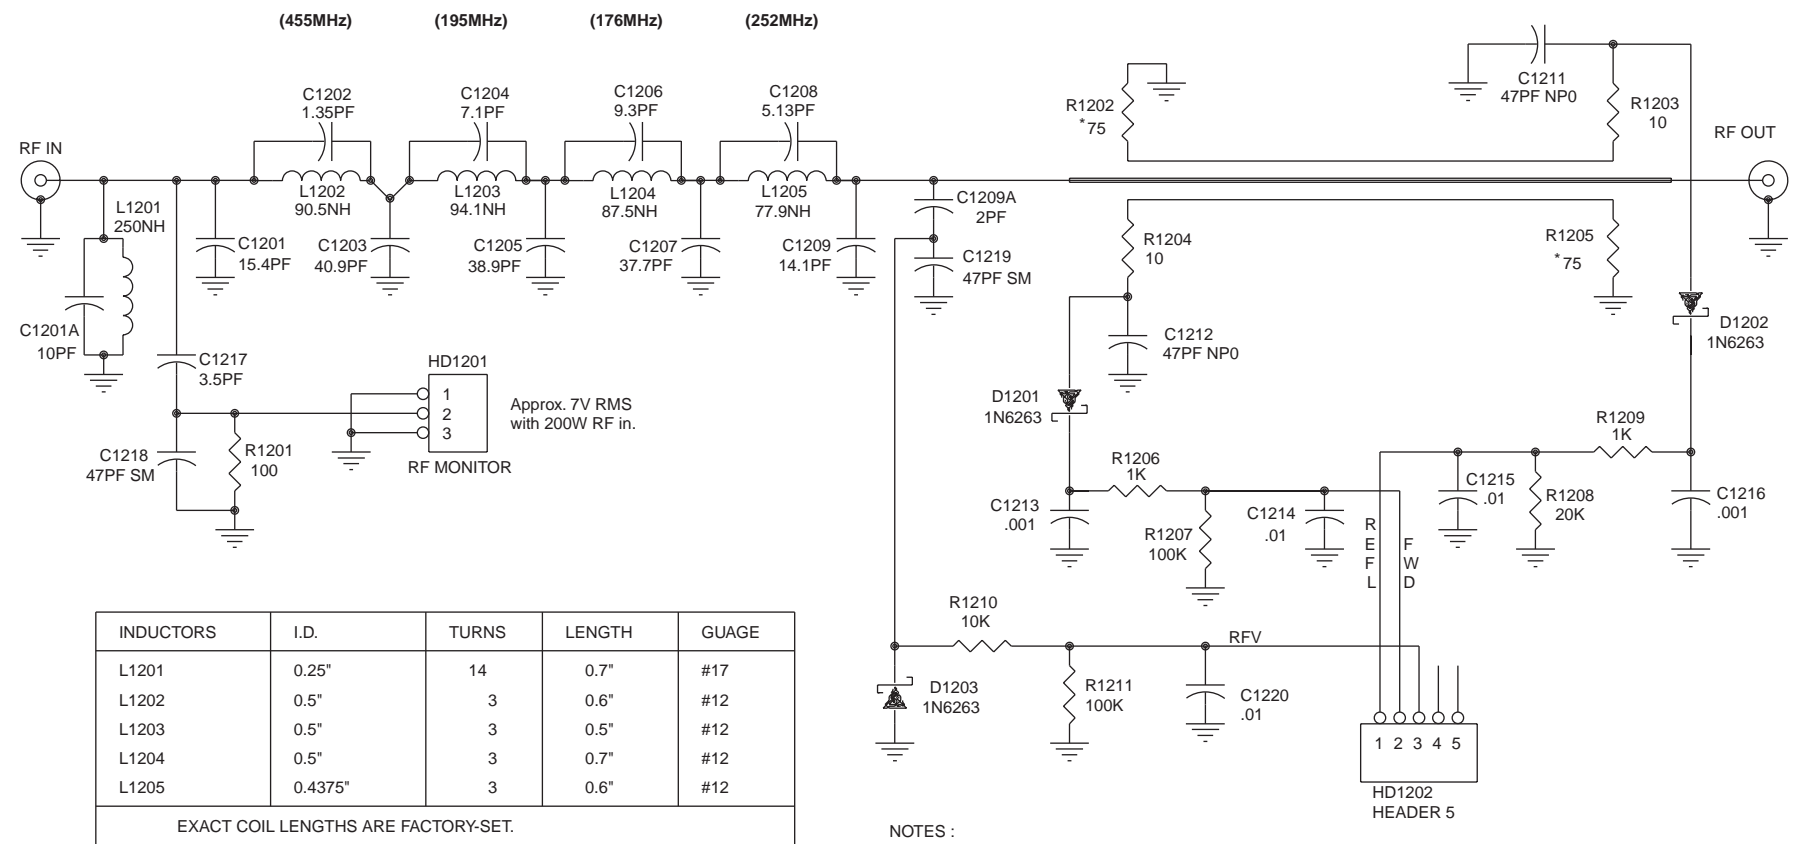 (455MHz) (195MHz) (176MHz) (252MHz)
C1202
1.35PF
C1204
7.1PF
C1206
9.3PF
C1208
5.13PF
C1211
47PF NP0
R1202
*75
R1203
10
RF IN
RF OUT
L1201
250NH
L1202
90.5NH
L1203
94.1NH
L1204
87.5NH
L1205
77.9NH
C1209A
2PF
C1201
15.4PF
C1203
40.9PF
C1205
38.9PF
C1207
37.7PF
C1209
14.1PF
C1219
47PF SM
R1204
10
R1205
*75
C1201A
10PF
C1217
3.5PF
HD1201
1
2
3
RF MONITOR
Approx. 7V RMS
with 200W RF in.
C1218
47PF SM
R1201
100
C1212
47PF NP0
D1202
1N6263
D1201
1N6263
R1209
1K
R1206
1K
C1213
.001
R1207
100K
C1214
.01
C1215
.01
R1208
20K
C1216
.001
REFL
FWD
R1210
10K
RFV
D1203
1N6263
R1211
100K
C1220
.01
1 2 3 4 5
HD1202
HEADER 5
INDUCTORS I.D. TURNS LENGTH GUAGE
L1201 0.25" 14 0.7" #17
L1202 0.5" 3 0.6" #12
L1203 0.5" 3 0.5" #12
L1204 0.5" 3 0.7" #12
L1205 0.4375" 3 0.6" #12
EXACT COIL LENGTHS ARE FACTORY-SET.
NOTES :